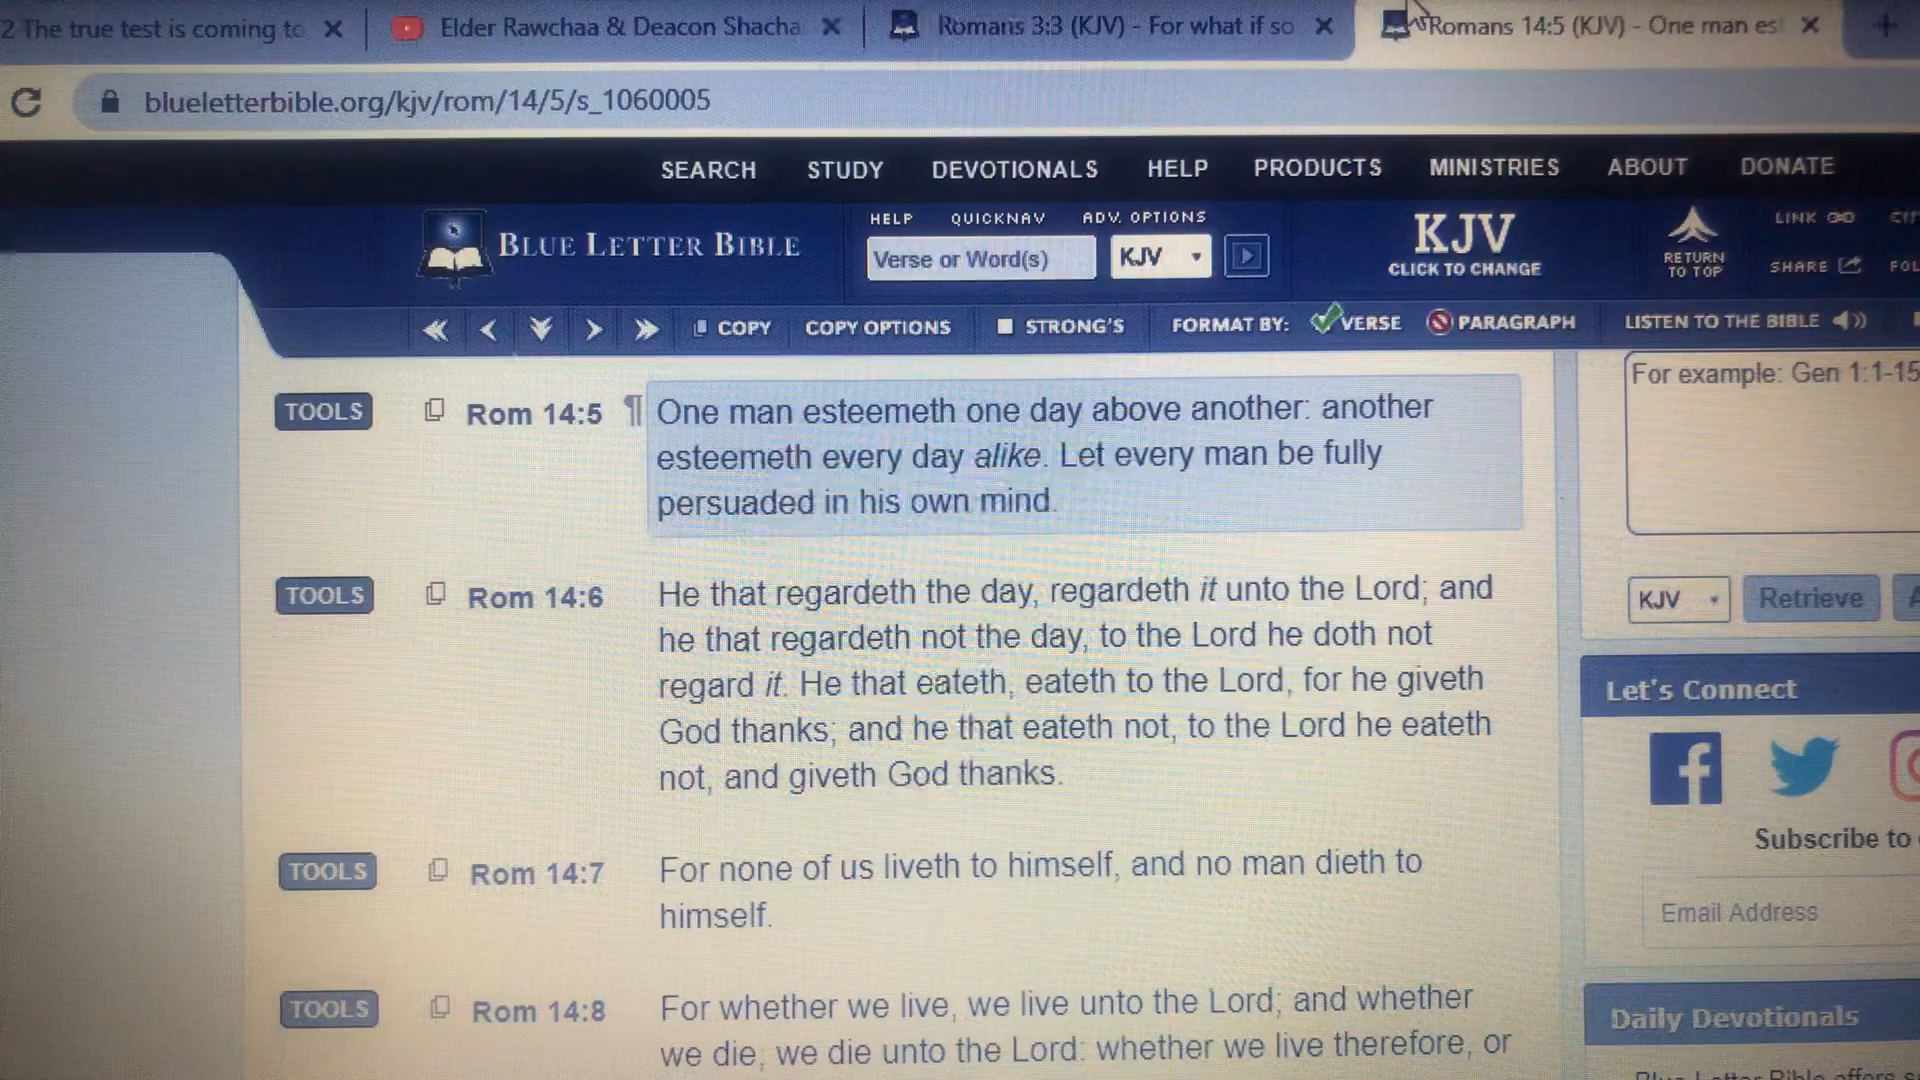 2 The true test is coming to
Elder Rawchaa & Deacon Shacha
Romans 3:3 (KJV) - For what if so
Romans 14:5 (KJV) - One man es
blueletterbible.org/kjv/rom/14/5/s_1060005
SEARCH STUDY DEVOTIONALS HELP PRODUCTS MINISTRIES ABOUT DONATE
BLUE LETTER BIBLE
HELP QUICKNAV ADV. OPTIONS
Verse or Word(s)
KJV
KJV
CLICK TO CHANGE
RETURN
TO TOP
LINK
SHARE
FOL
COPY COPY OPTIONS STRONG'S FORMAT BY: VERSE PARAGRAPH LISTEN TO THE BIBLE
TOOLS Rom 14:5 ¶ One man esteemeth one day above another: another
esteemeth every day alike. Let every man be fully
persuaded in his own mind.
TOOLS Rom 14:6 He that regardeth the day, regardeth it unto the Lord; and
he that regardeth not the day, to the Lord he doth not
regard it. He that eateth, eateth to the Lord, for he giveth
God thanks; and he that eateth not, to the Lord he eateth
not, and giveth God thanks.
TOOLS Rom 14:7 For none of us liveth to himself, and no man dieth to
himself.
TOOLS Rom 14:8 For whether we live, we live unto the Lord; and whether
we die, we die unto the Lord: whether we live therefore, or
For example: Gen 1:1-15
KJV Retrieve
Let's Connect
Subscribe to
Email Address
Daily Devotionals